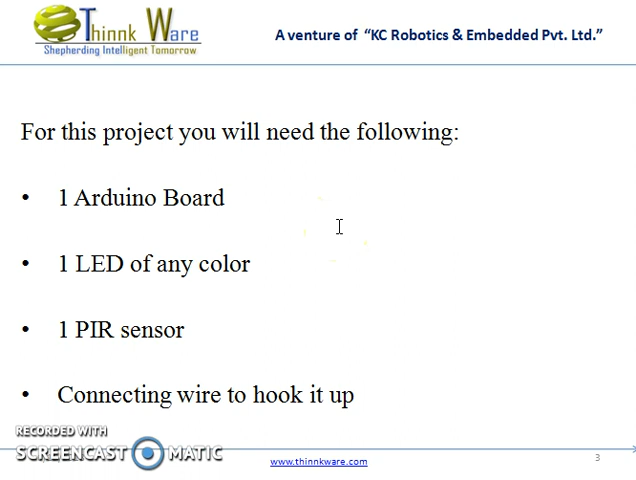 Thinnk Ware
Shepherding Intelligent Tomorrow
A venture of “KC Robotics & Embedded Pvt. Ltd.”
For this project you will need the following:
• 1 Arduino Board
• 1 LED of any color
• 1 PIR sensor
• Connecting wire to hook it up
RECORDED WITH
SCREENCAST MATIC
www.thinnkware.com
3